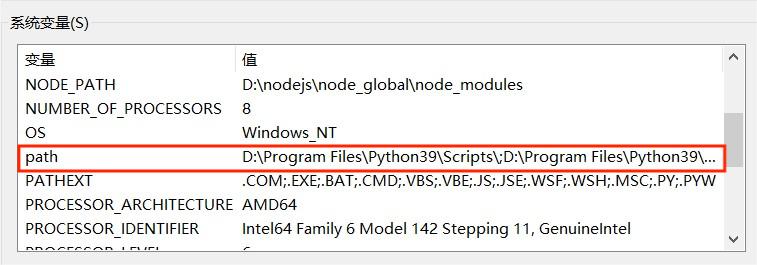 系统变量(S)
变量 值
NODE_PATH D:\nodejs\node_global\node_modules
NUMBER_OF_PROCESSORS 8
OS Windows_NT
path D:\Program Files\Python39\Scripts\;D:\Program Files\Python39\...
PATHEXT .COM;.EXE;.BAT;.CMD;.VBS;.VBE;.JS;.JSE;.WSF;.WSH;.MSC;.PY;.PYW
PROCESSOR_ARCHITECTURE AMD64
PROCESSOR_IDENTIFIER Intel64 Family 6 Model 142 Stepping 11, GenuineIntel